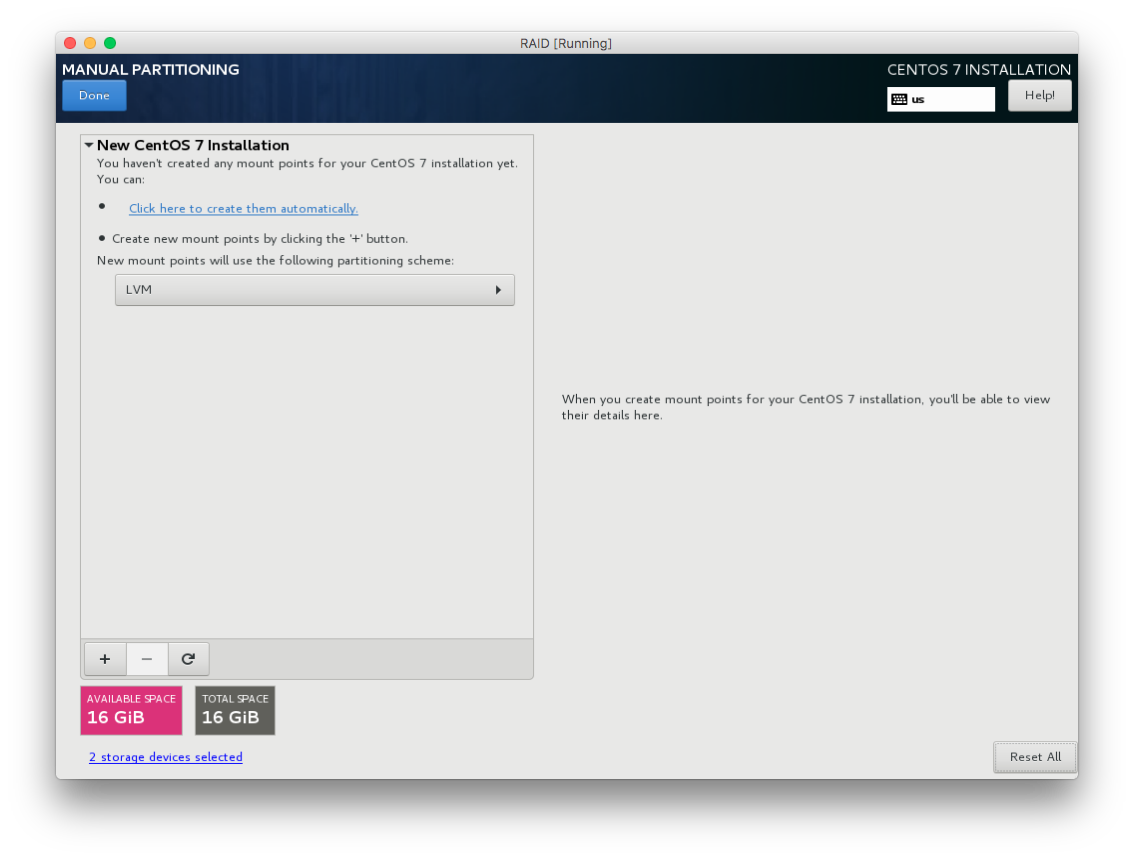 RAID [Running]
MANUAL PARTITIONING
CENTOS 7 INSTALLATION
Done
us
Help!
New CentOS 7 Installation
You haven't created any mount points for your CentOS 7 installation yet.
You can:
• Click here to create them automatically.
• Create new mount points by clicking the '+' button.
New mount points will use the following partitioning scheme:
LVM
When you create mount points for your CentOS 7 installation, you'll be able to view
their details here.
+ −
AVAILABLE SPACE
16 GiB
TOTAL SPACE
16 GiB
2 storage devices selected
Reset All